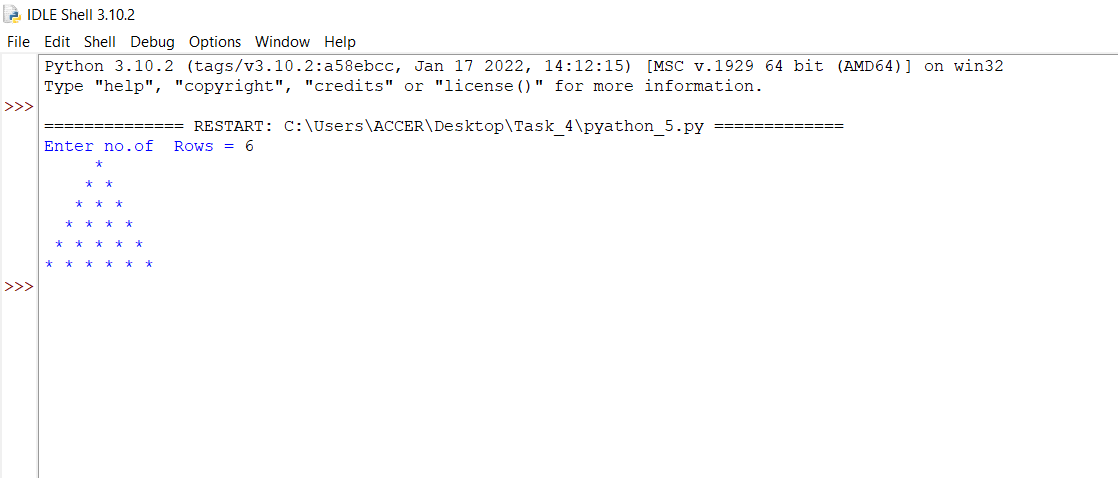 IDLE Shell 3.10.2
File Edit Shell Debug Options Window Help
Python 3.10.2 (tags/v3.10.2:a58ebcc, Jan 17 2022, 14:12:15) [MSC v.1929 64 bit (AMD64)] on win32
Type "help", "copyright", "credits" or "license()" for more information.
>>>
============== RESTART: C:\Users\ACCER\Desktop\Task_4\pyathon_5.py =============
Enter no.of  Rows = 6
     *
    * *
   * * *
  * * * *
 * * * * *
* * * * * *
>>>